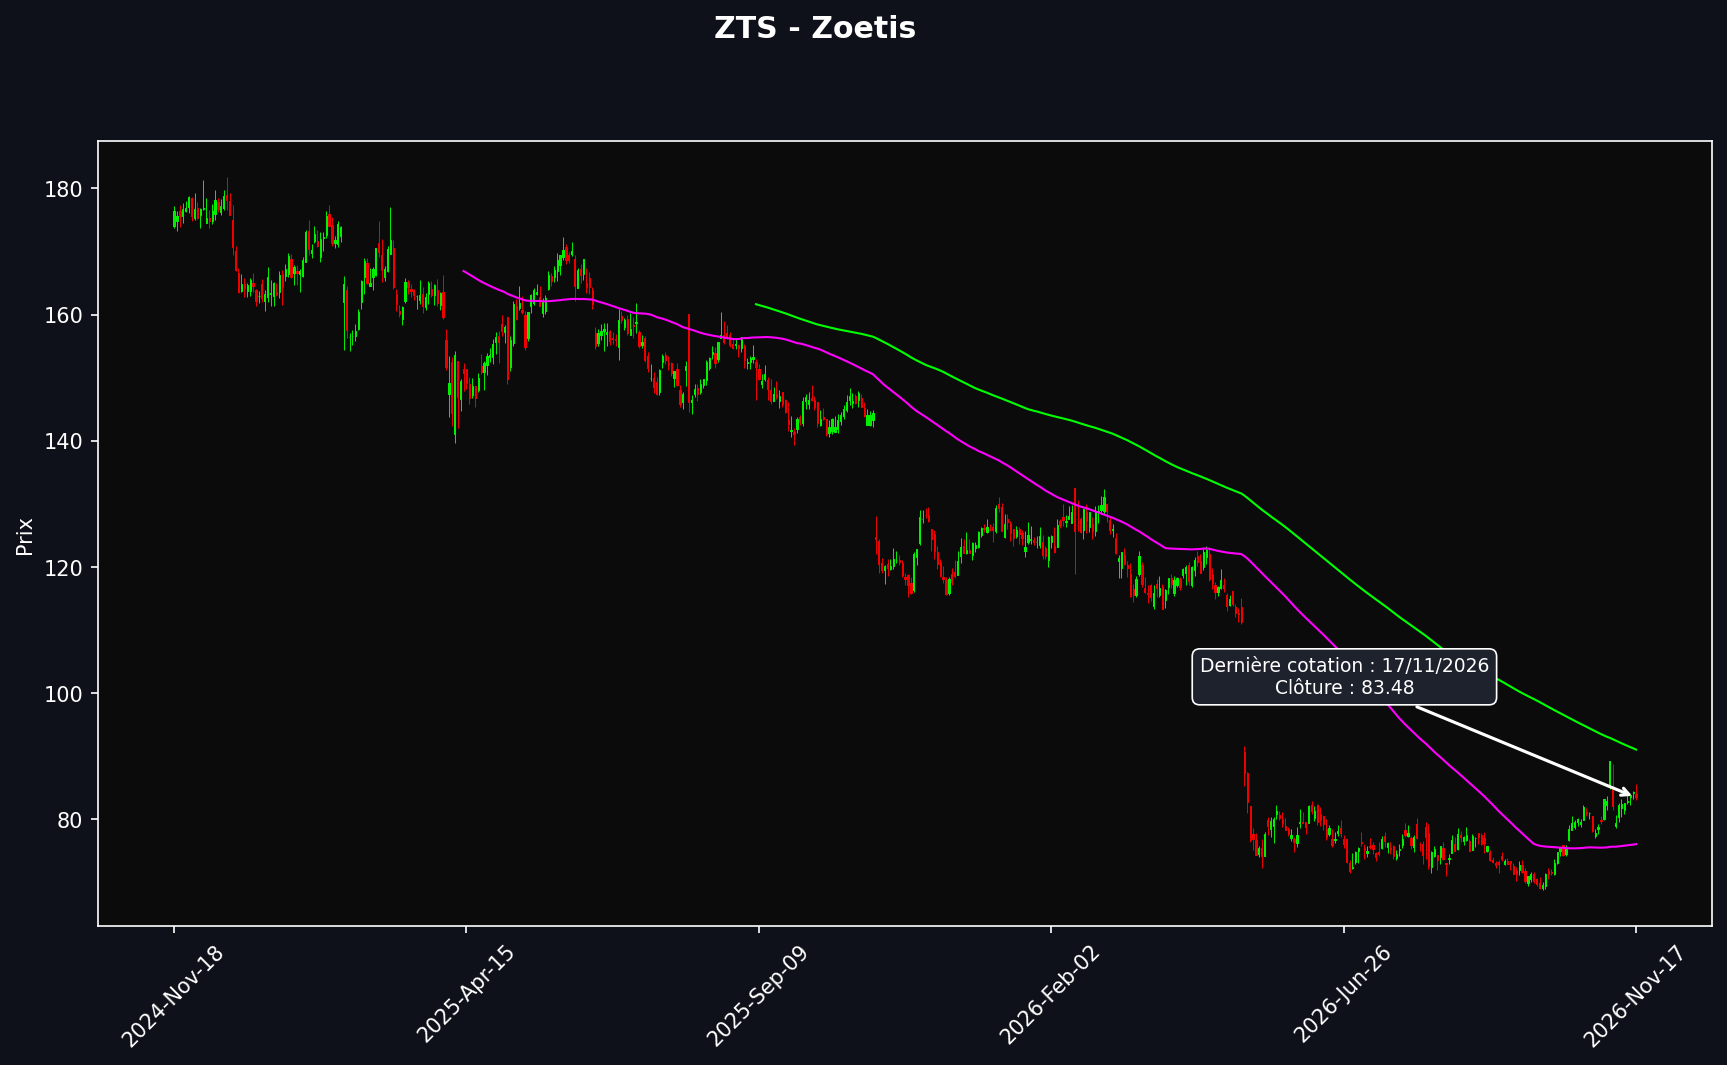 ZTS - Zoetis
Prix
180
160
140
120
100
80
Dernière cotation : 17/11/2026
Clôture : 83.48
2024-Nov-18
2025-Apr-15
2025-Sep-09
2026-Feb-02
2026-Jun-26
2026-Nov-17